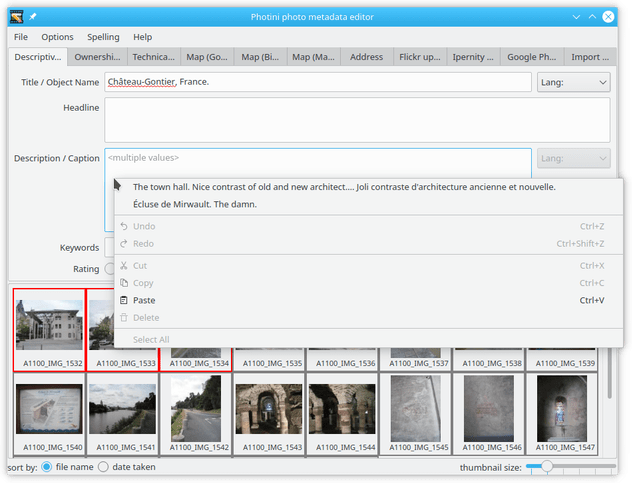 Photini photo metadata editor
File Options Spelling Help
Descriptiv... Ownershi... Technica... Map (Go... Map (Bi... Map (Ma... Address Flickr up... Ipernity ... Google Ph... Import ...
Title / Object Name Château-Gontier, France. Lang:
Headline
Description / Caption <multiple values> Lang:
The town hall. Nice contrast of old and new architect.... Joli contraste d'architecture ancienne et nouvelle.
Écluse de Mirwault. The damn.
Undo Ctrl+Z
Redo Ctrl+Shift+Z
Keywords
Cut Ctrl+X
Rating
Copy Ctrl+C
Paste Ctrl+V
Delete
Select All
A1100_IMG_1532 A1100_IMG_1533 A1100_IMG_1534 A1100_IMG_1535 A1100_IMG_1536 A1100_IMG_1537 A1100_IMG_1538 A1100_IMG_1539
A1100_IMG_1540 A1100_IMG_1541 A1100_IMG_1542 A1100_IMG_1543 A1100_IMG_1544 A1100_IMG_1545 A1100_IMG_1546 A1100_IMG_1547
sort by: file name date taken thumbnail size: